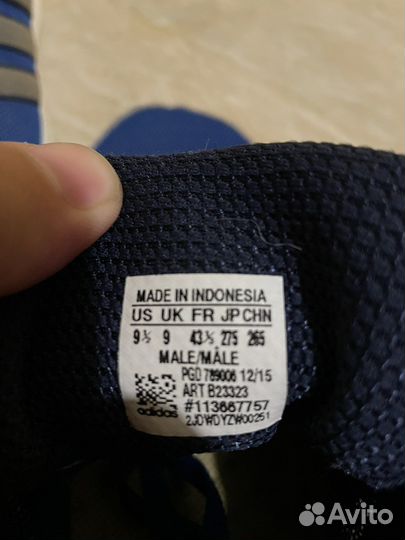 MADE IN INDONESIA
US UK FR JP CHN
9½ 9 43⅓ 275 265
MALE/MÂLE
PGD 789006 12/15
ART B23323
#113667757
2JDWDYZW00251
adidas
Avito